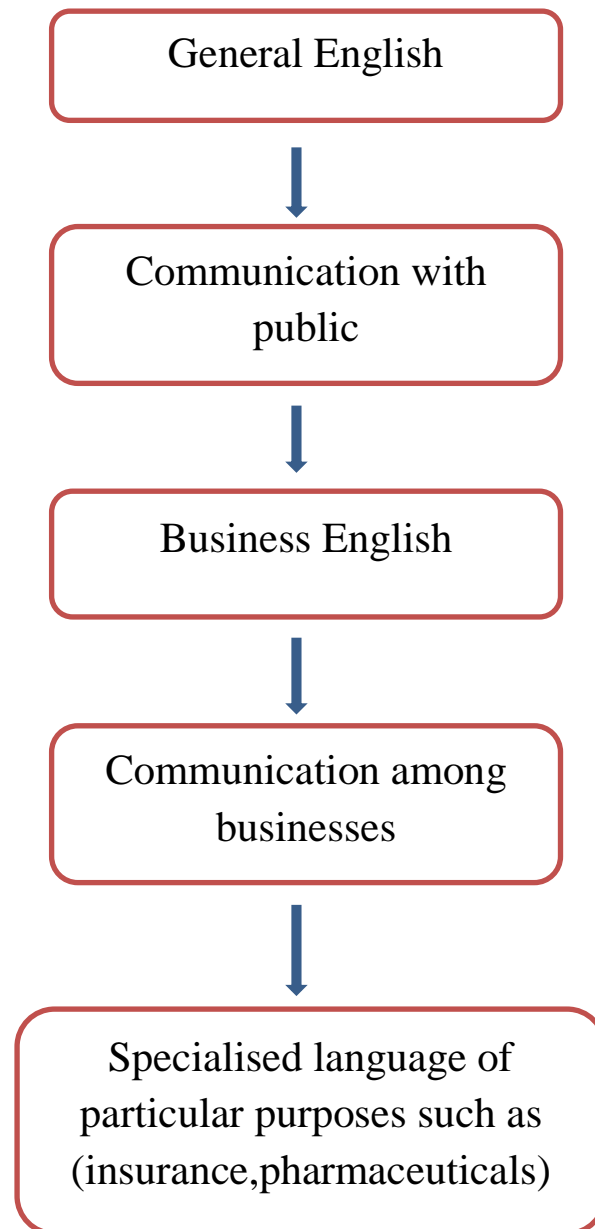 General English
Communication with
public
Business English
Communication among
businesses
Specialised language of
particular purposes such as
(insurance,pharmaceuticals)